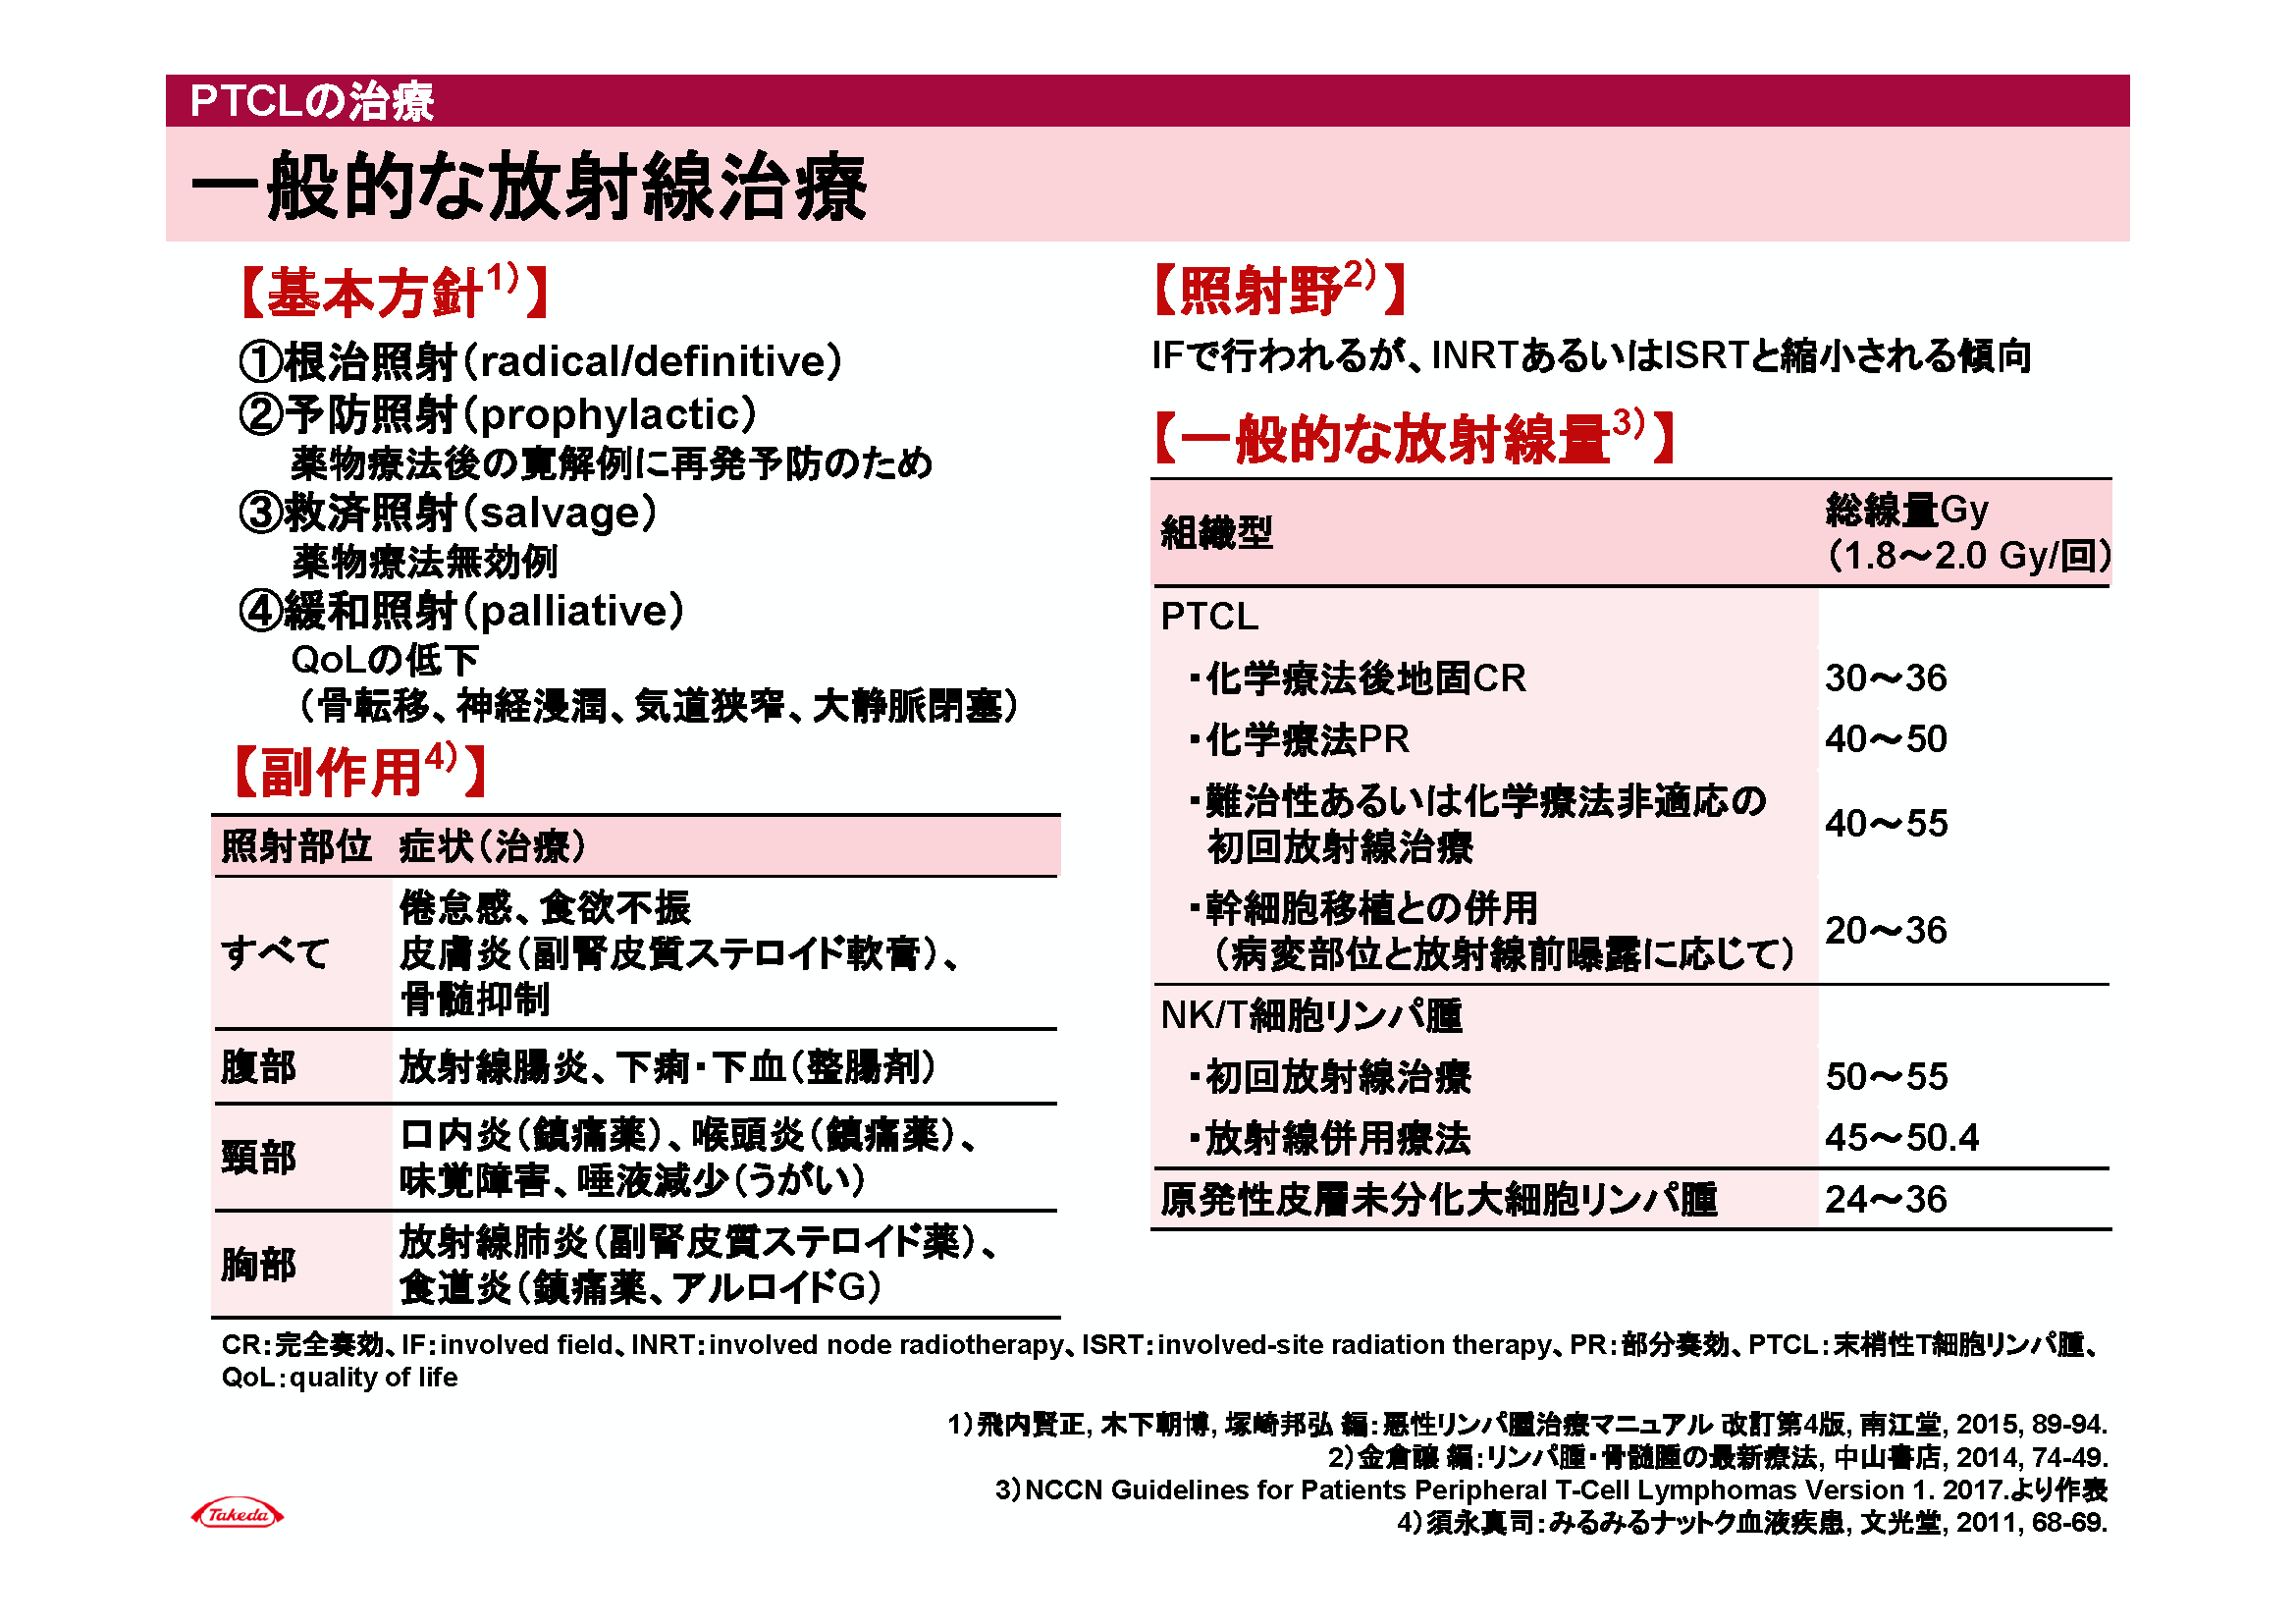 PTCLの治療
一般的な放射線治療
【基本方針1）】
①根治照射（radical/definitive）
②予防照射（prophylactic）
薬物療法後の寛解例に再発予防のため
③救済照射（salvage）
薬物療法無効例
④緩和照射（palliative）
QoLの低下
（骨転移、神経浸潤、気道狭窄、大静脈閉塞）
【副作用4）】
照射部位 症状（治療）
すべて
倦怠感、食欲不振
皮膚炎（副腎皮質ステロイド軟膏）、
骨髄抑制
腹部 放射線腸炎、下痢・下血（整腸剤）
頸部
口内炎（鎮痛薬）、喉頭炎（鎮痛薬）、
味覚障害、唾液減少（うがい）
胸部
放射線肺炎（副腎皮質ステロイド薬）、
食道炎（鎮痛薬、アルロイドG）
【照射野2）】
IFで行われるが、INRTあるいはISRTと縮小される傾向
【一般的な放射線量3）】
組織型
総線量Gy
（1.8～2.0 Gy/回）
PTCL
・化学療法後地固CR 30～36
・化学療法PR 40～50
・難治性あるいは化学療法非適応の
初回放射線治療
40～55
・幹細胞移植との併用
（病変部位と放射線前曝露に応じて）
20～36
NK/T細胞リンパ腫
・初回放射線治療 50～55
・放射線併用療法 45～50.4
原発性皮層未分化大細胞リンパ腫 24～36
CR：完全奏効、IF：involved field、INRT：involved node radiotherapy、ISRT：involved-site radiation therapy、PR：部分奏効、PTCL：末梢性T細胞リンパ腫、
QoL：quality of life
1）飛内賢正, 木下朝博, 塚崎邦弘 編：悪性リンパ腫治療マニュアル 改訂第4版, 南江堂, 2015, 89-94.
2）金倉譲 編：リンパ腫・骨髄腫の最新療法, 中山書店, 2014, 74-49.
3）NCCN Guidelines for Patients Peripheral T-Cell Lymphomas Version 1. 2017.より作表
4）須永真司：みるみるナットク血液疾患, 文光堂, 2011, 68-69.
Takeda